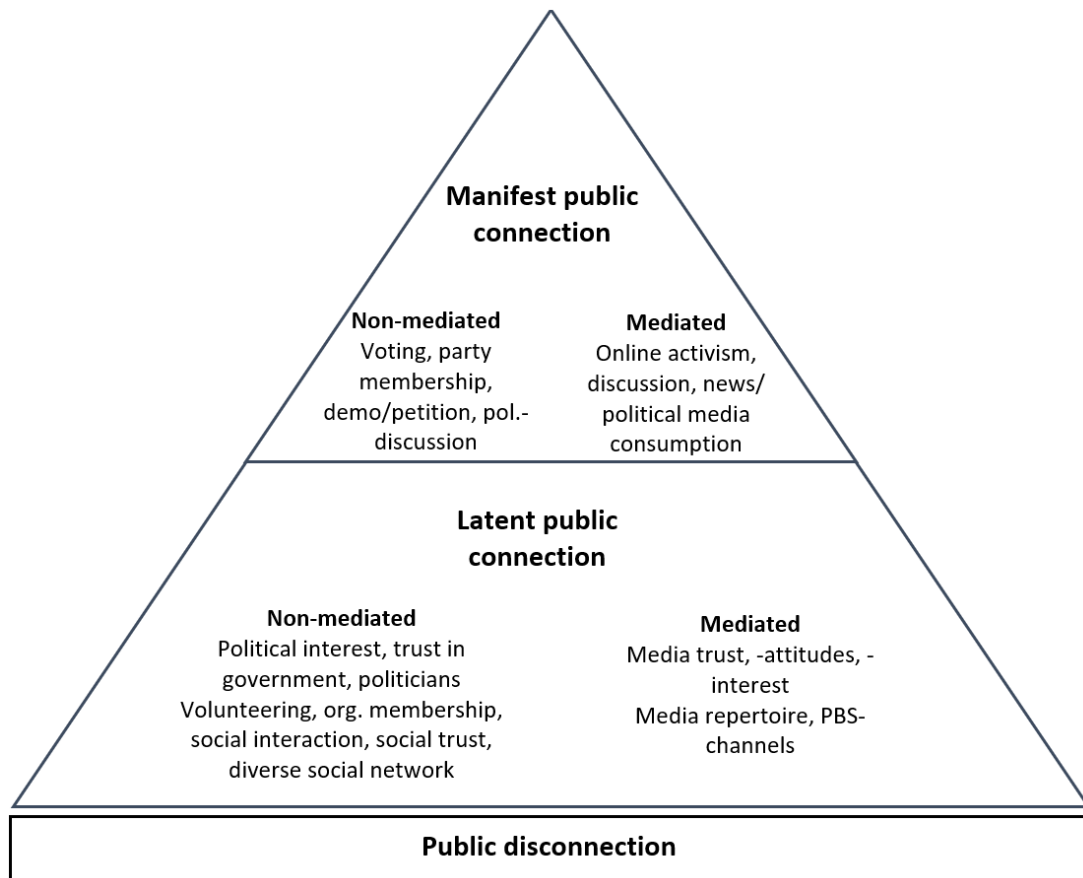 Manifest public
connection
Non-mediated
Voting, party
membership,
demo/petition, pol.-
discussion
Mediated
Online activism,
discussion, news/
political media
consumption
Latent public
connection
Non-mediated
Political interest, trust in
government, politicians
Volunteering, org. membership,
social interaction, social trust,
diverse social network
Mediated
Media trust, -attitudes, -
interest
Media repertoire, PBS-
channels
Public disconnection